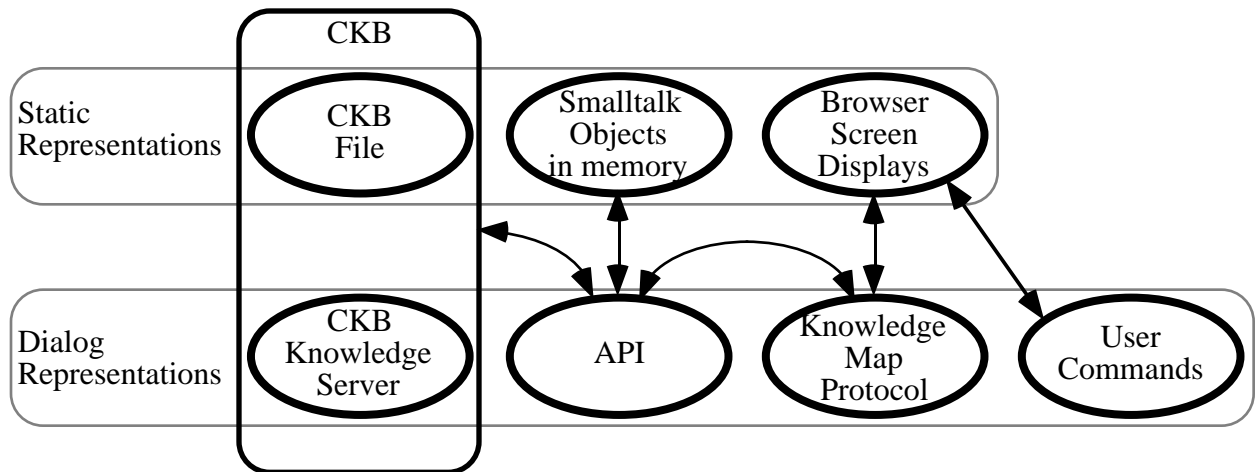 CKB
Static
Representations
CKB
File
Smalltalk
Objects
in memory
Browser
Screen
Displays
Dialog
Representations
CKB
Knowledge
Server
API
Knowledge
Map
Protocol
User
Commands